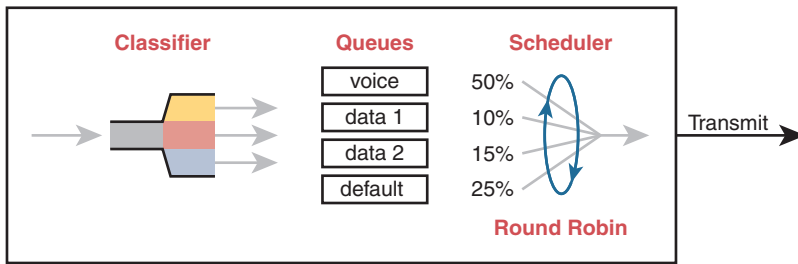 Classifier
Queues
Scheduler
voice
50%
data 1
10%
data 2
15%
default
25%
Round Robin
Transmit